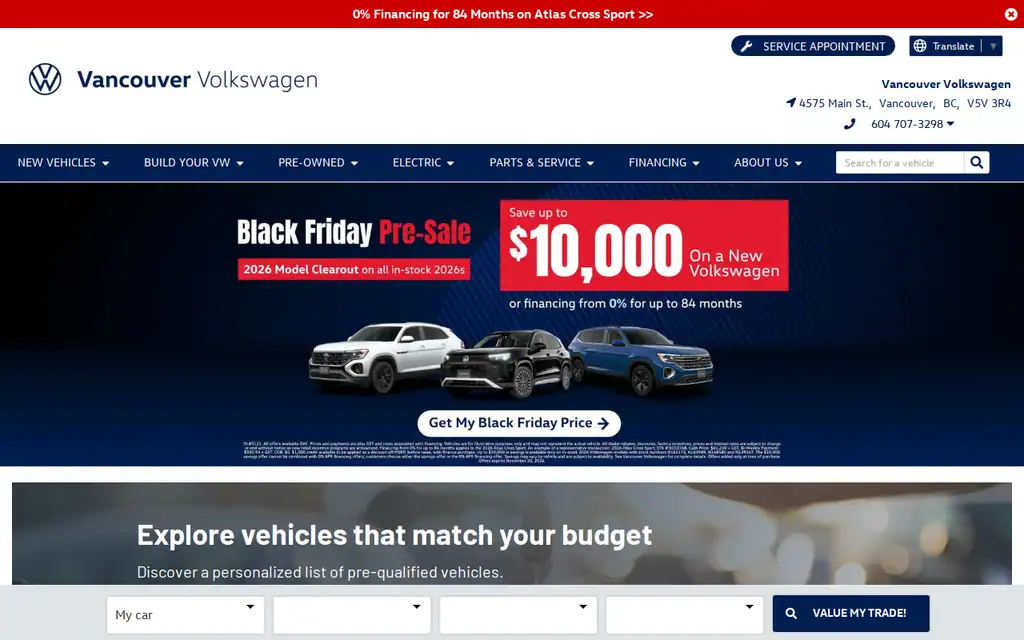 0% Financing for 84 Months on Atlas Cross Sport >>
SERVICE APPOINTMENT
Translate
Vancouver Volkswagen
Vancouver Volkswagen
4575 Main St., Vancouver, BC, V5V 3R4
604 707-3298
NEW VEHICLES
BUILD YOUR VW
PRE-OWNED
ELECTRIC
PARTS & SERVICE
FINANCING
ABOUT US
Search for a vehicle
Black Friday Pre-Sale
2026 Model Clearout on all in-stock 2026s
Save up to
$10,000
On a New
Volkswagen
or financing from 0% for up to 84 months
Get My Black Friday Price
Explore vehicles that match your budget
Discover a personalized list of pre-qualified vehicles.
My car
VALUE MY TRADE!